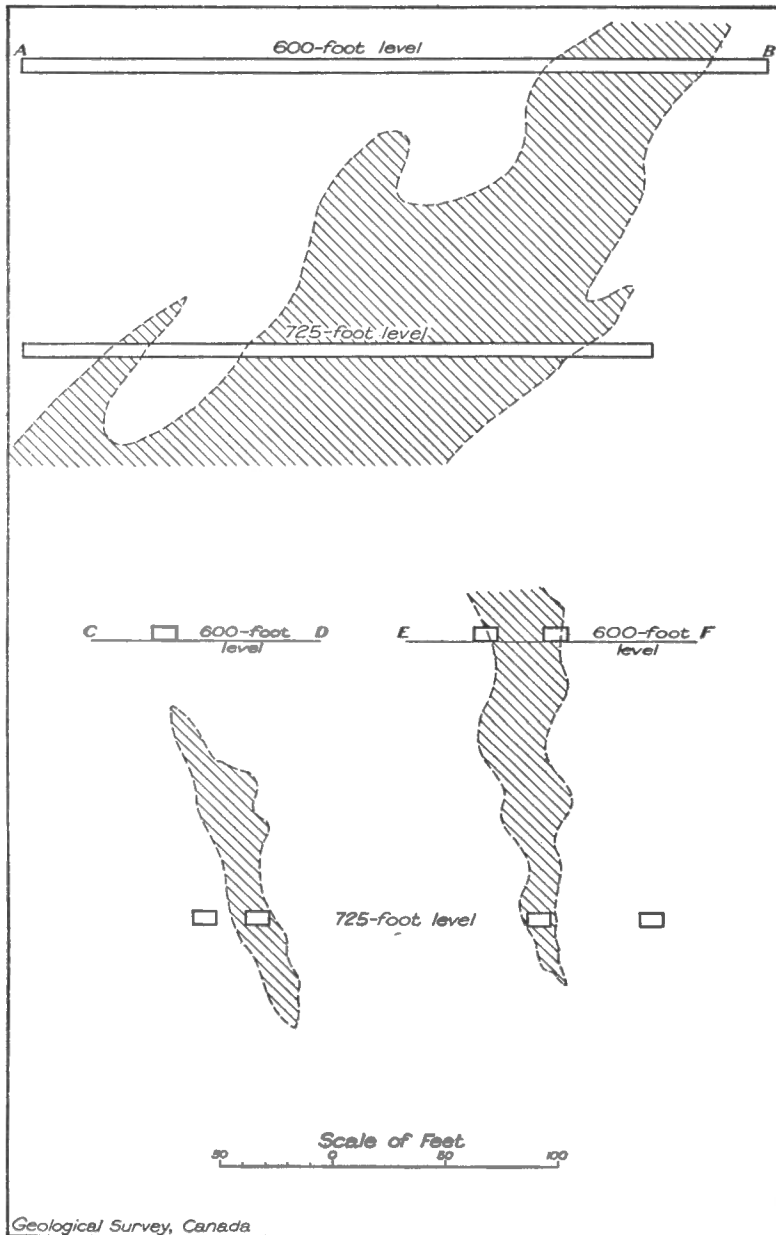 A 600-foot level B
725-foot level
C 600-foot level D
E 600-foot level F
725-foot level
Scale of Feet
50 0 50 100
Geological Survey, Canada